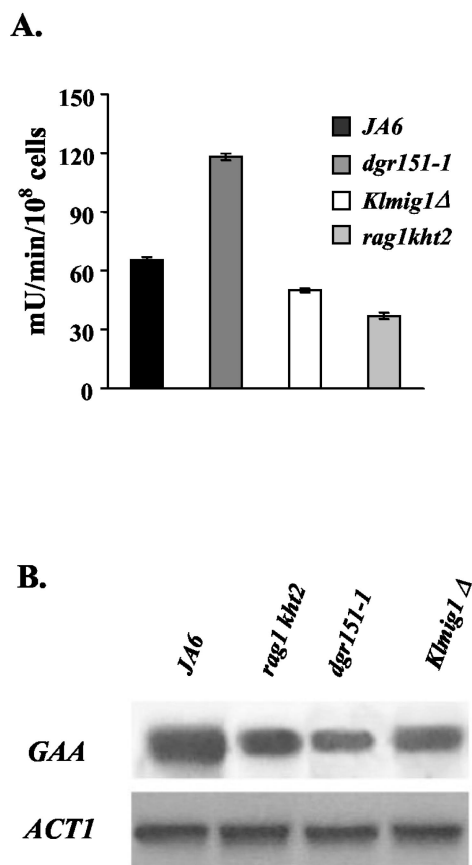 A.
mU/min/10⁸ cells
150
120
90
60
30
0
JA6
dgr151-1
Klmig1Δ
rag1kht2
B.
JA6
rag1 kht2
dgr151-1
Klmig1 Δ
GAA
ACT1